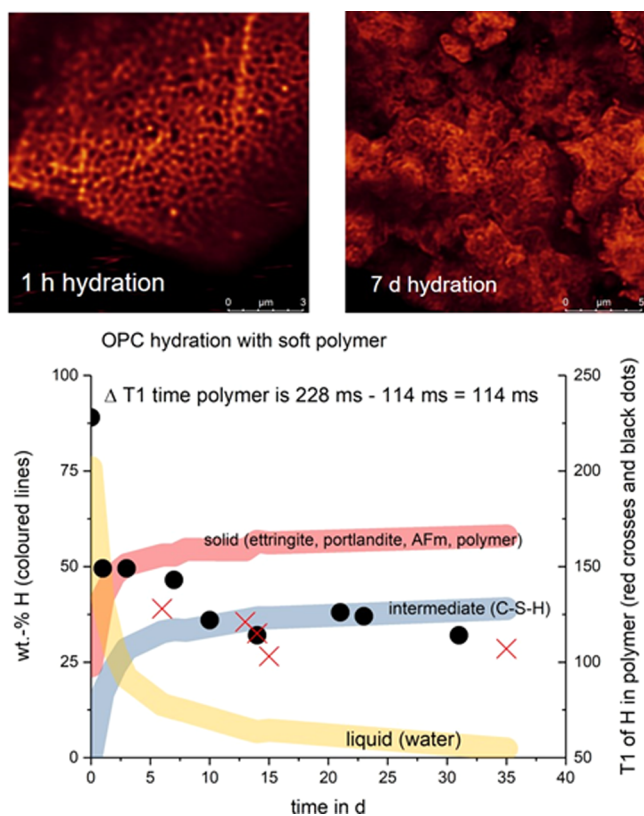 1 h hydration
0 µm 3
7 d hydration
0 µm 5
OPC hydration with soft polymer
Δ T1 time polymer is 228 ms - 114 ms = 114 ms
wt.-% H (coloured lines)
100
75
50
25
0
solid (ettringite, portlandite, AFm, polymer)
intermediate (C-S-H)
liquid (water)
250
200
150
100
50
T1 of H in polymer (red crosses and black dots)
0 5 10 15 20 25 30 35 40
time in d